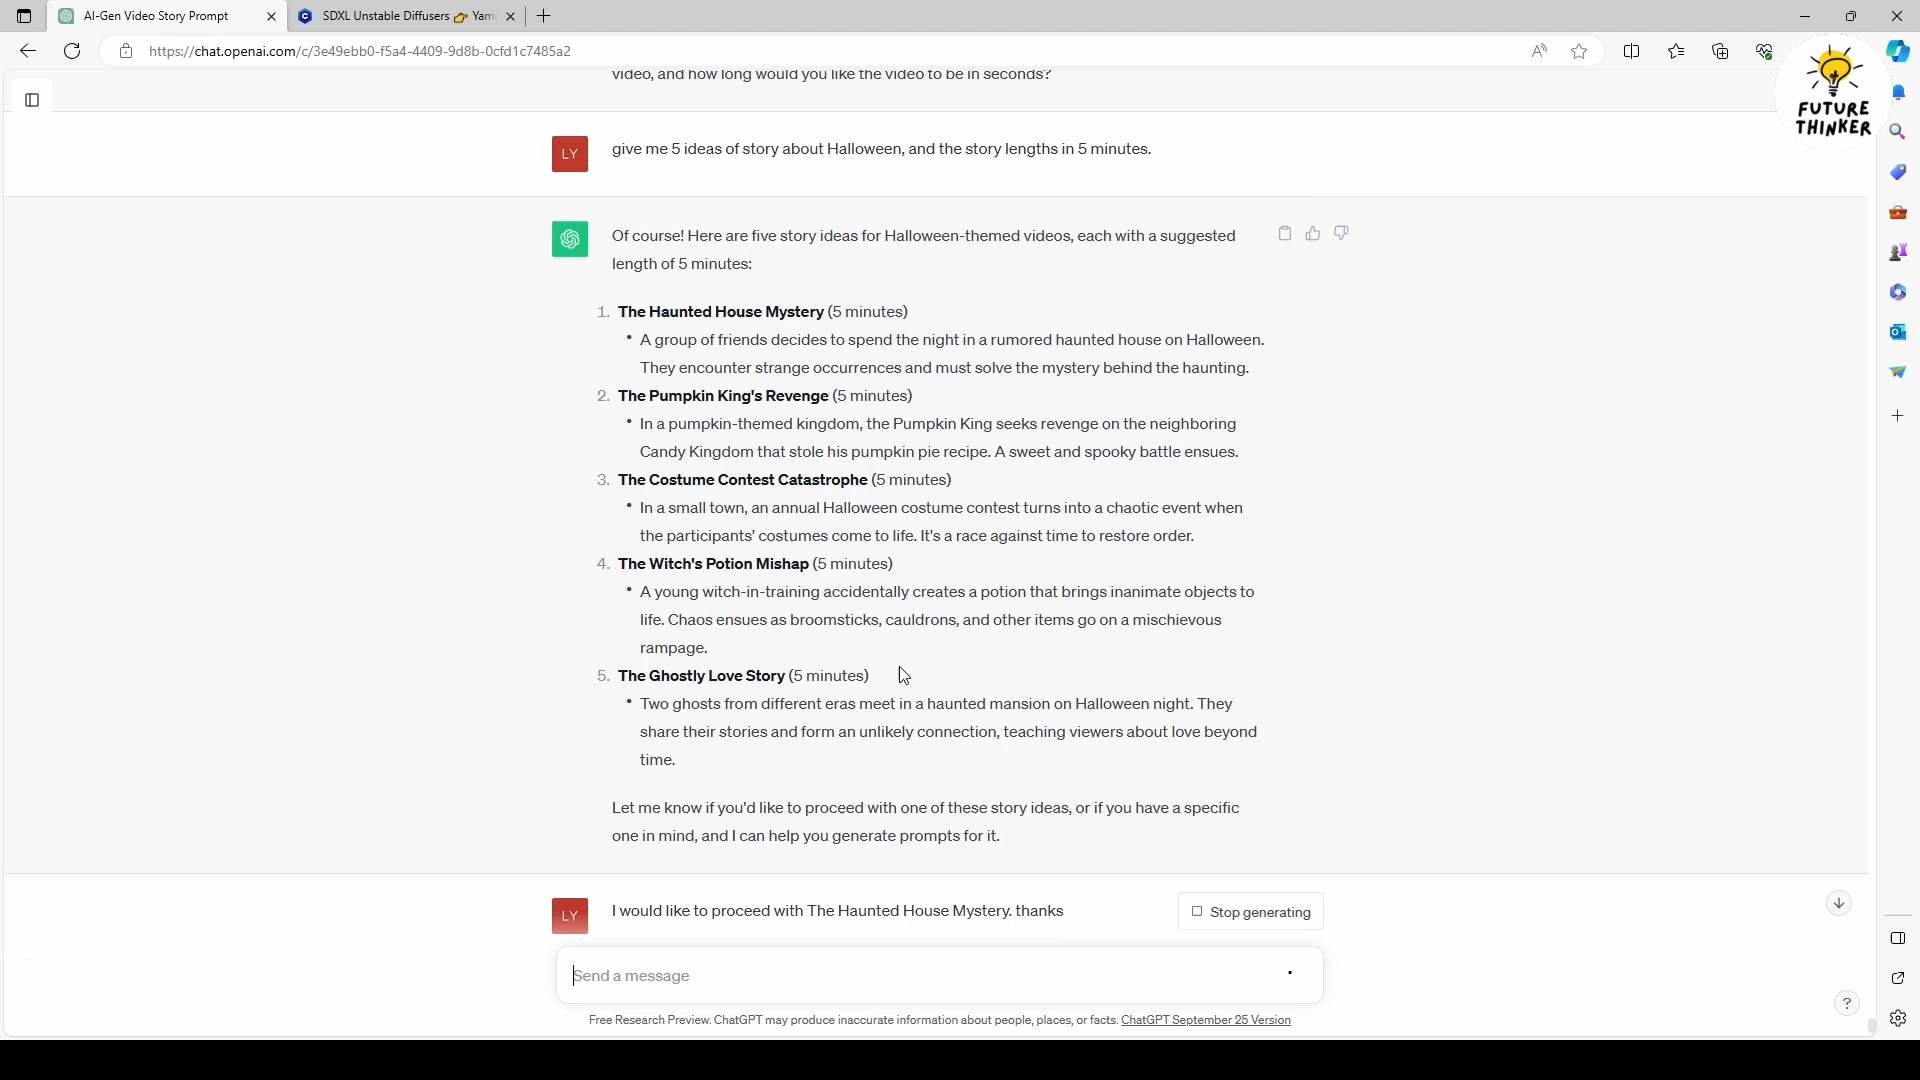 AI-Gen Video Story Prompt
SDXL Unstable Diffusers 👉 Yam
https://chat.openai.com/c/3e49ebb0-f5a4-4409-9d8b-0cfd1c7485a2
FUTURE
THINKER
video, and how long would you like the video to be in seconds?
LY
give me 5 ideas of story about Halloween, and the story lengths in 5 minutes.
Of course! Here are five story ideas for Halloween-themed videos, each with a suggested
length of 5 minutes:
1. The Haunted House Mystery (5 minutes)
• A group of friends decides to spend the night in a rumored haunted house on Halloween.
They encounter strange occurrences and must solve the mystery behind the haunting.
2. The Pumpkin King's Revenge (5 minutes)
• In a pumpkin-themed kingdom, the Pumpkin King seeks revenge on the neighboring
Candy Kingdom that stole his pumpkin pie recipe. A sweet and spooky battle ensues.
3. The Costume Contest Catastrophe (5 minutes)
• In a small town, an annual Halloween costume contest turns into a chaotic event when
the participants' costumes come to life. It's a race against time to restore order.
4. The Witch's Potion Mishap (5 minutes)
• A young witch-in-training accidentally creates a potion that brings inanimate objects to
life. Chaos ensues as broomsticks, cauldrons, and other items go on a mischievous
rampage.
5. The Ghostly Love Story (5 minutes)
• Two ghosts from different eras meet in a haunted mansion on Halloween night. They
share their stories and form an unlikely connection, teaching viewers about love beyond
time.
Let me know if you'd like to proceed with one of these story ideas, or if you have a specific
one in mind, and I can help you generate prompts for it.
LY
I would like to proceed with The Haunted House Mystery. thanks
Stop generating
Send a message
Free Research Preview. ChatGPT may produce inaccurate information about people, places, or facts. ChatGPT September 25 Version
?